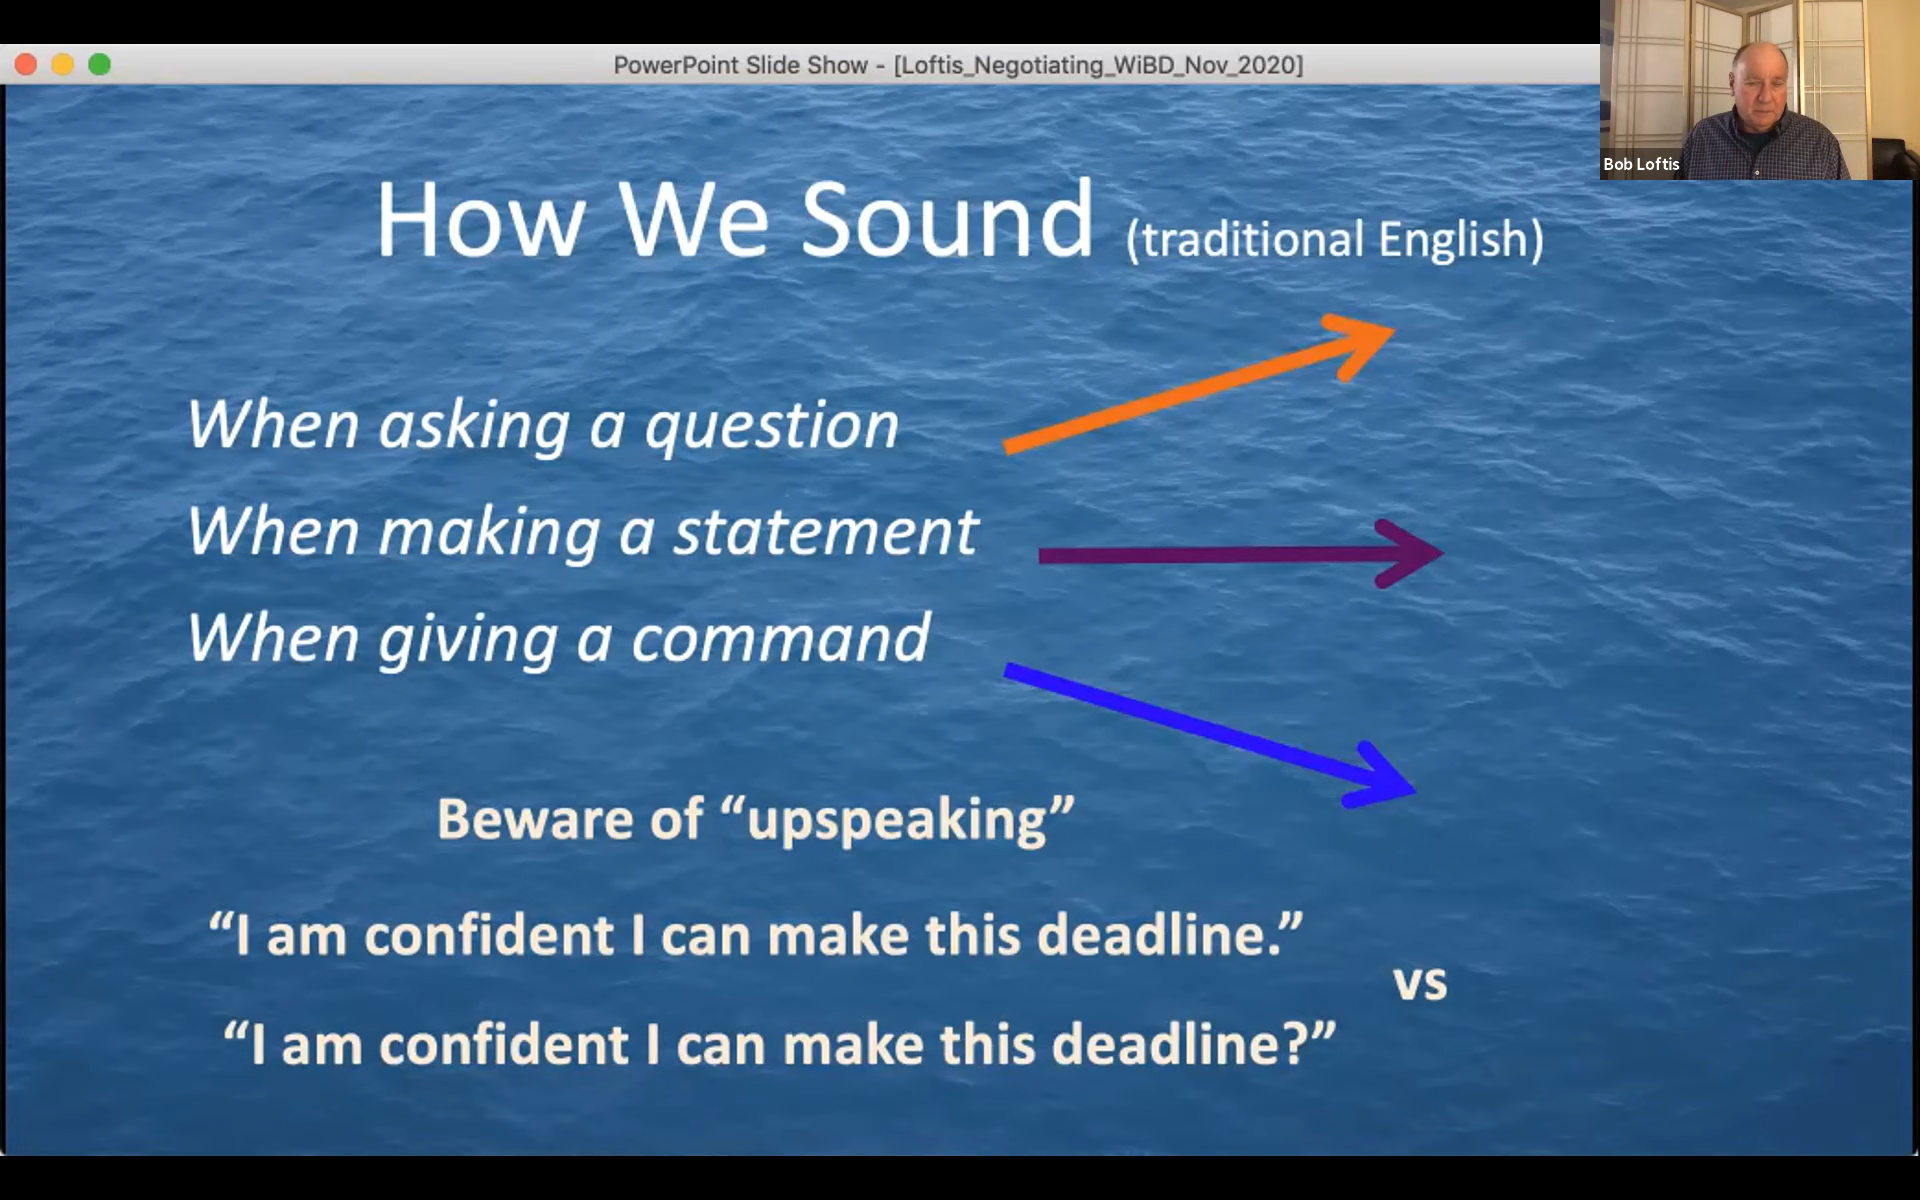 PowerPoint Slide Show - [Loftis_Negotiating_WiBD_Nov_2020]
Bob Loftis
How We Sound (traditional English)
When asking a question
When making a statement
When giving a command
Beware of “upspeaking”
“I am confident I can make this deadline.”
vs
“I am confident I can make this deadline?”